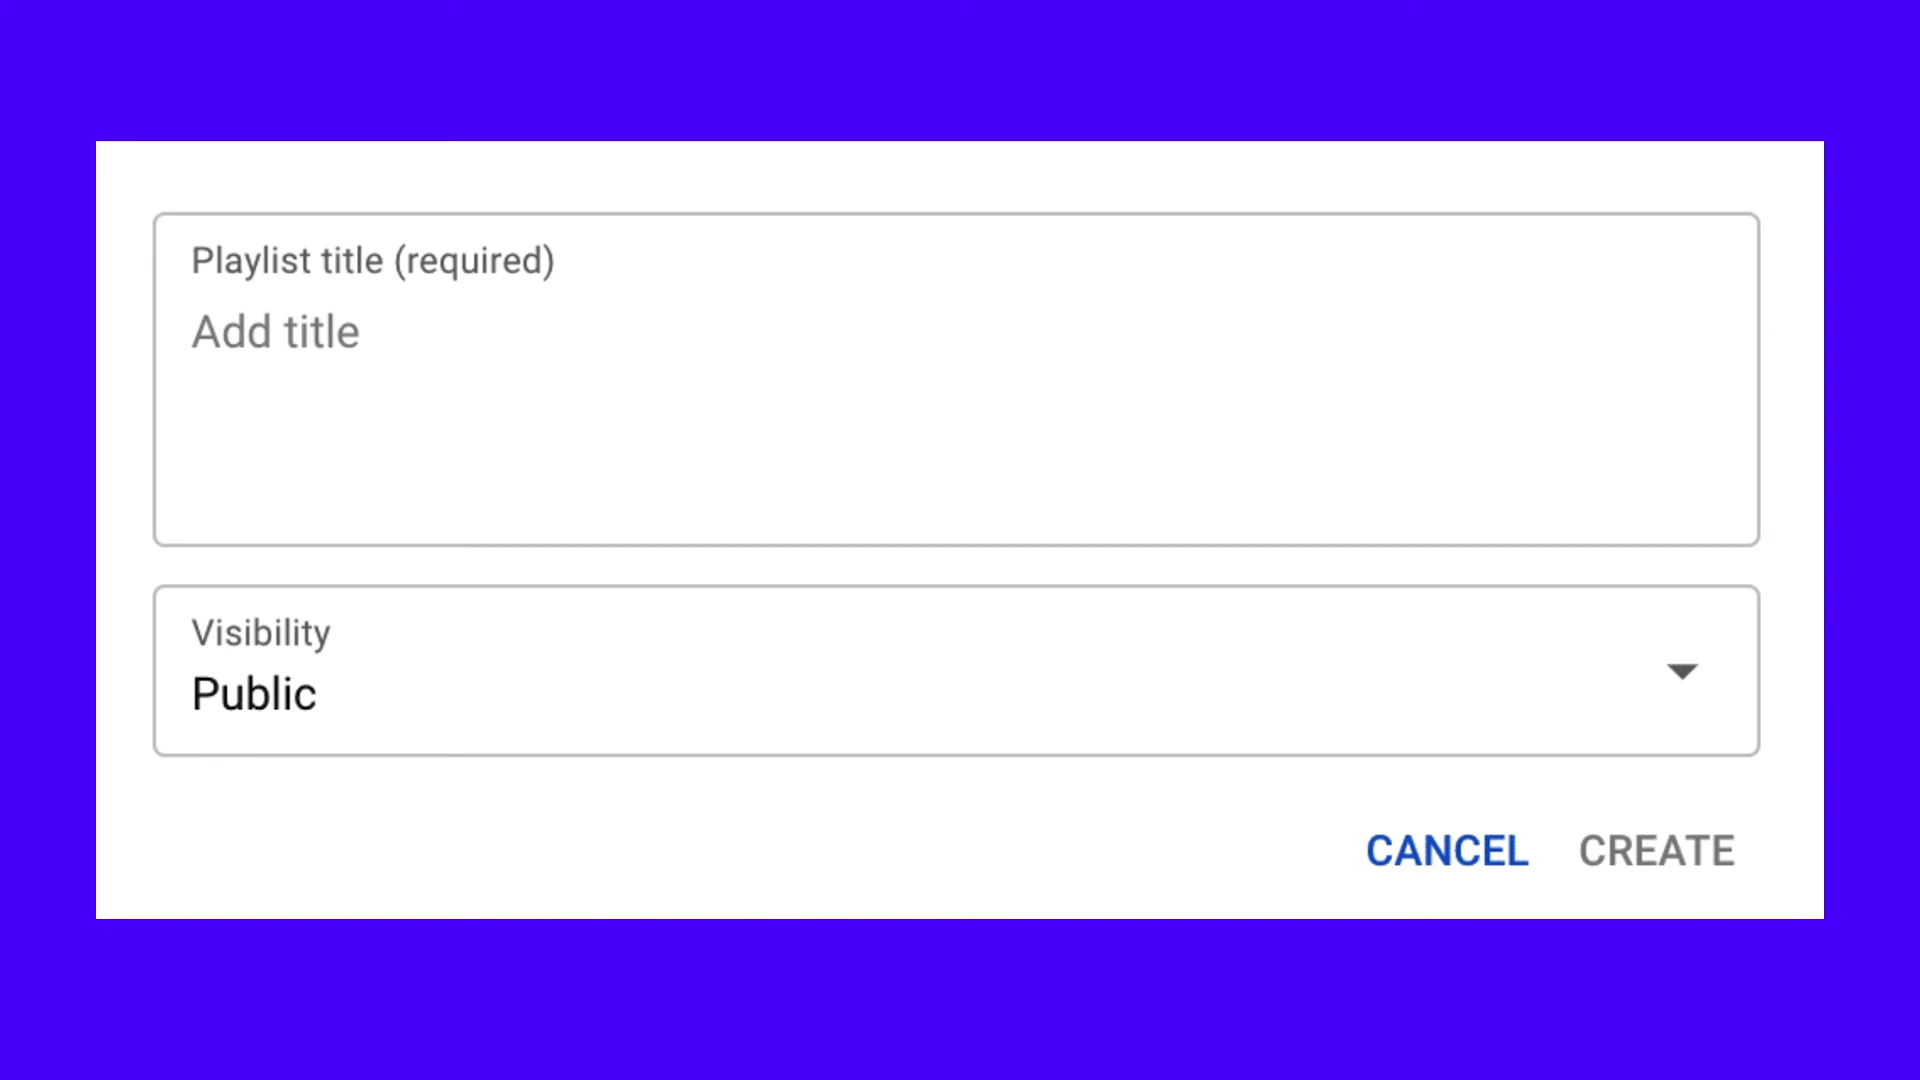 Playlist title (required)
Add title
Visibility
Public
CANCEL CREATE